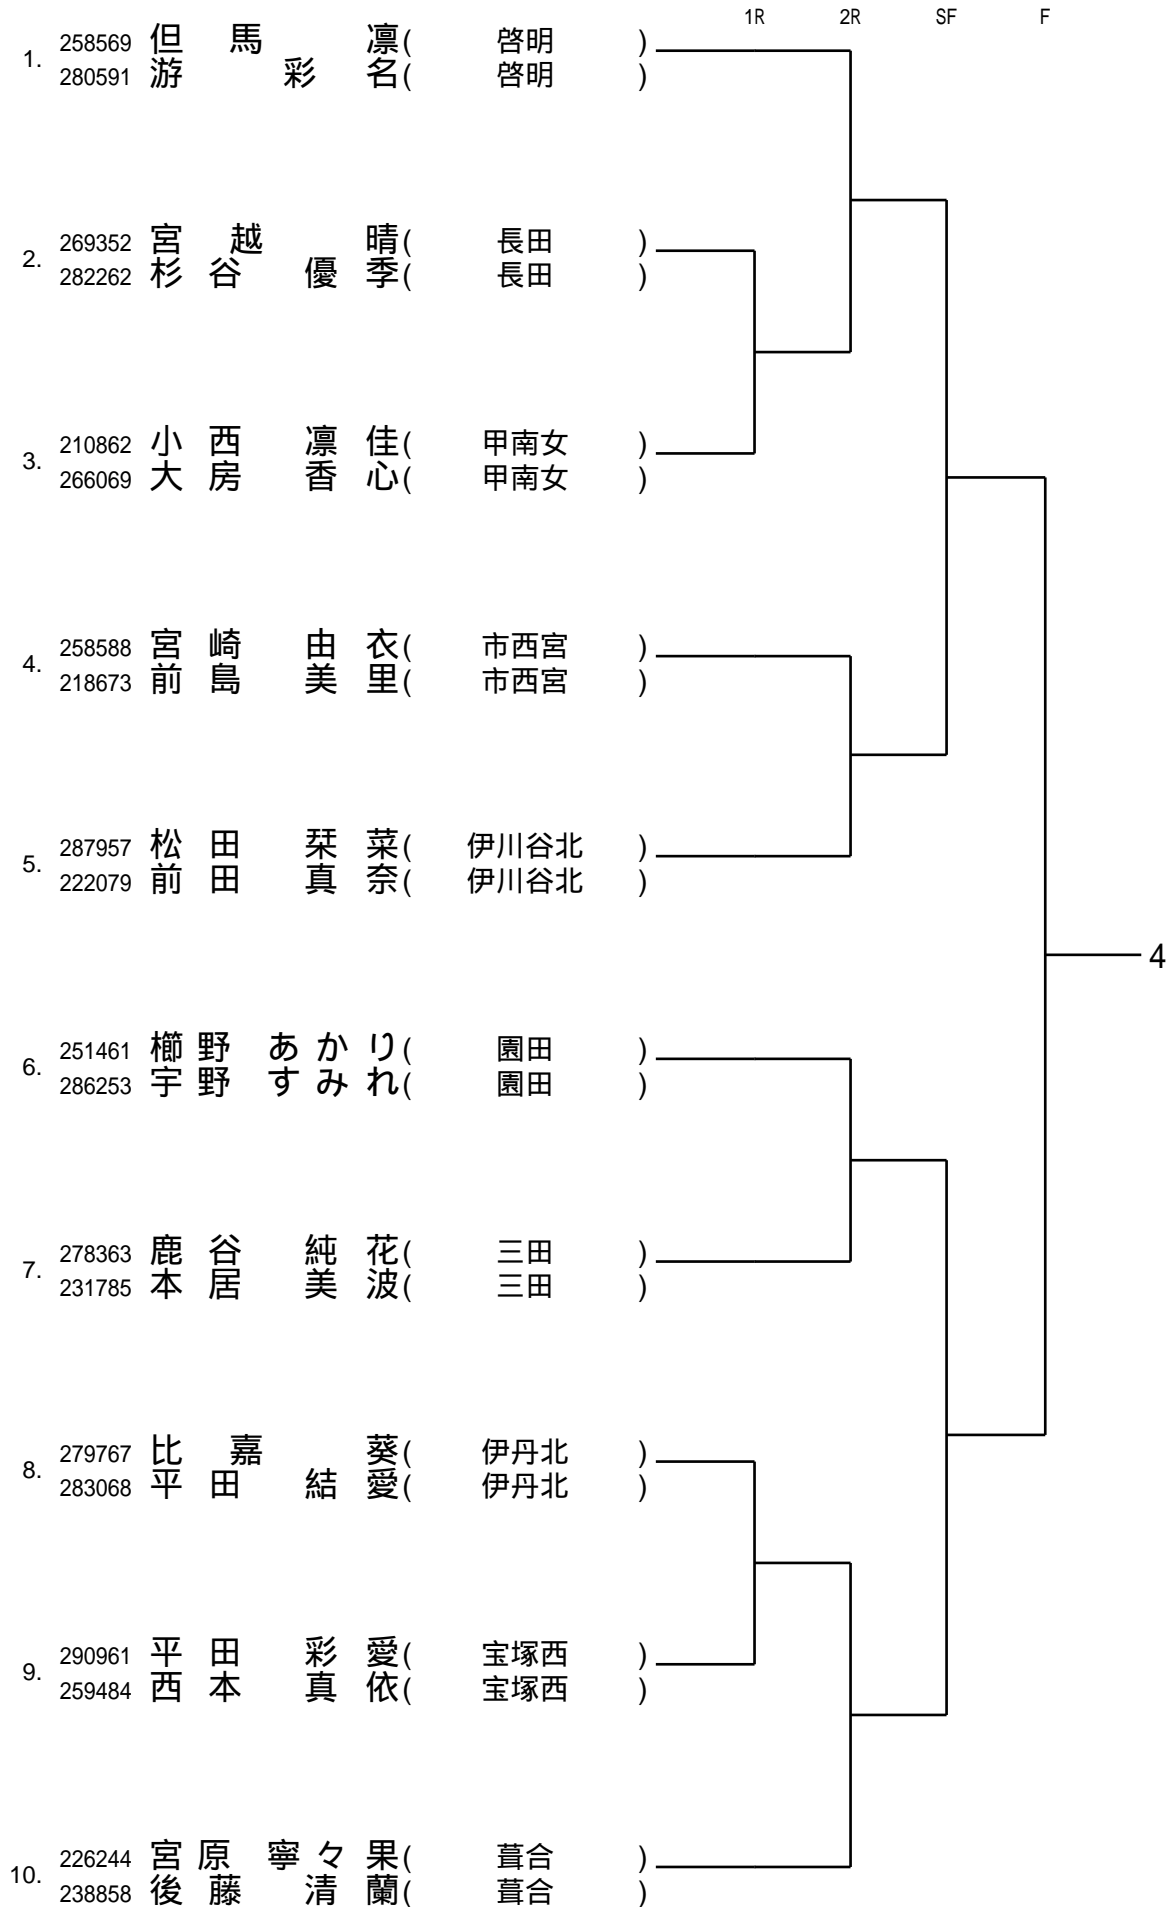 1R 2R SF F
1. 258569 但馬 凛( 啓明 )
280591 游 彩名( 啓明 )
2. 269352 宮越 晴( 長田 )
282262 杉谷 優季( 長田 )
3. 210862 小西 凛佳( 甲南女 )
266069 大房 香心( 甲南女 )
4. 258588 宮崎 由衣( 市西宮 )
218673 前島 美里( 市西宮 )
5. 287957 松田 栞菜( 伊川谷北 )
222079 前田 真奈( 伊川谷北 )
4
6. 251461 櫛野 あかり( 園田 )
286253 宇野 すみれ( 園田 )
7. 278363 鹿谷 純花( 三田 )
231785 本居 美波( 三田 )
8. 279767 比嘉 葵( 伊丹北 )
283068 平田 結愛( 伊丹北 )
9. 290961 平田 彩愛( 宝塚西 )
259484 西本 真依( 宝塚西 )
10. 226244 宮原 寧々果( 葺合 )
238858 後藤 清蘭( 葺合 )